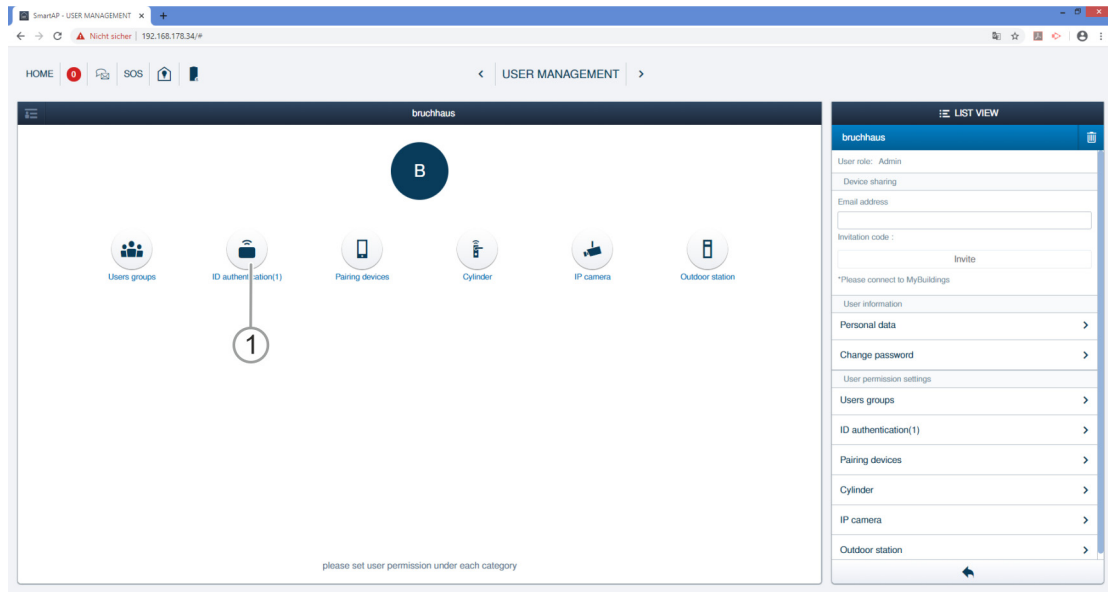 SmartAP - USER MANAGEMENT
Nicht sicher | 192.168.178.34/#
HOME 0 SOS USER MANAGEMENT
bruchhaus
B
Users groups ID authentication(1) Pairing devices Cylinder IP camera Outdoor station
1
please set user permission under each category
LIST VIEW
bruchhaus
User role: Admin
Device sharing
Email address
Invitation code :
Invite
*Please connect to MyBuildings
User information
Personal data
Change password
User permission settings
Users groups
ID authentication(1)
Pairing devices
Cylinder
IP camera
Outdoor station